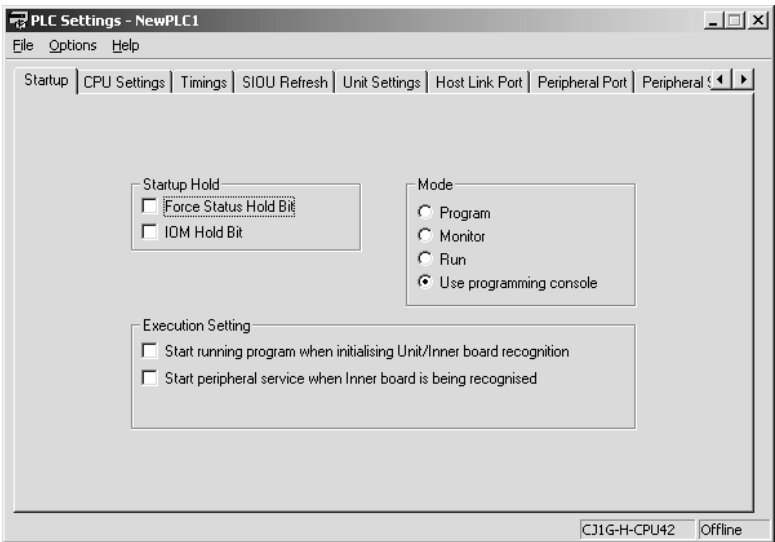 PLC Settings - NewPLC1
File Options Help
Startup CPU Settings Timings SIOU Refresh Unit Settings Host Link Port Peripheral Port Peripheral
Startup Hold
Force Status Hold Bit
IOM Hold Bit
Mode
Program
Monitor
Run
Use programming console
Execution Setting
Start running program when initialising Unit/Inner board recognition
Start peripheral service when Inner board is being recognised
CJ1G-H-CPU42 Offline